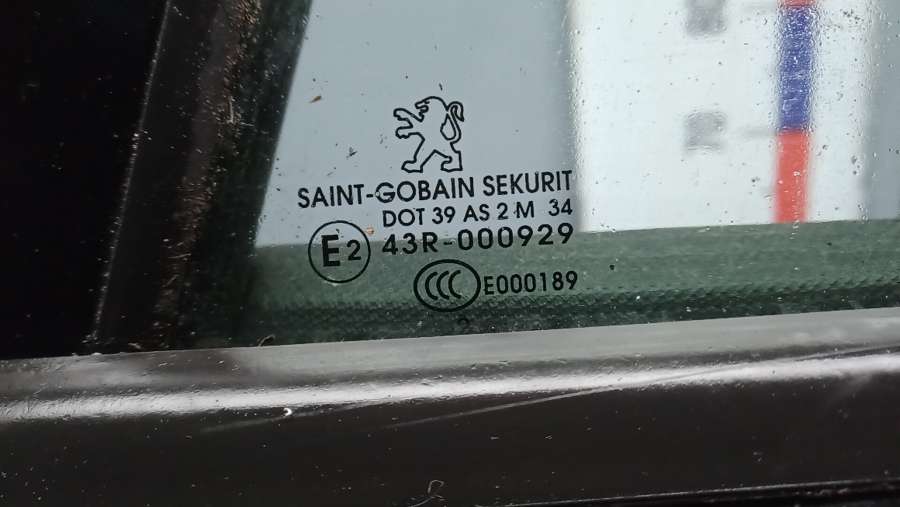 SAINT-GOBAIN SEKURIT
DOT 39 AS 2 M 34
E2 43R-000929
CCC E000189